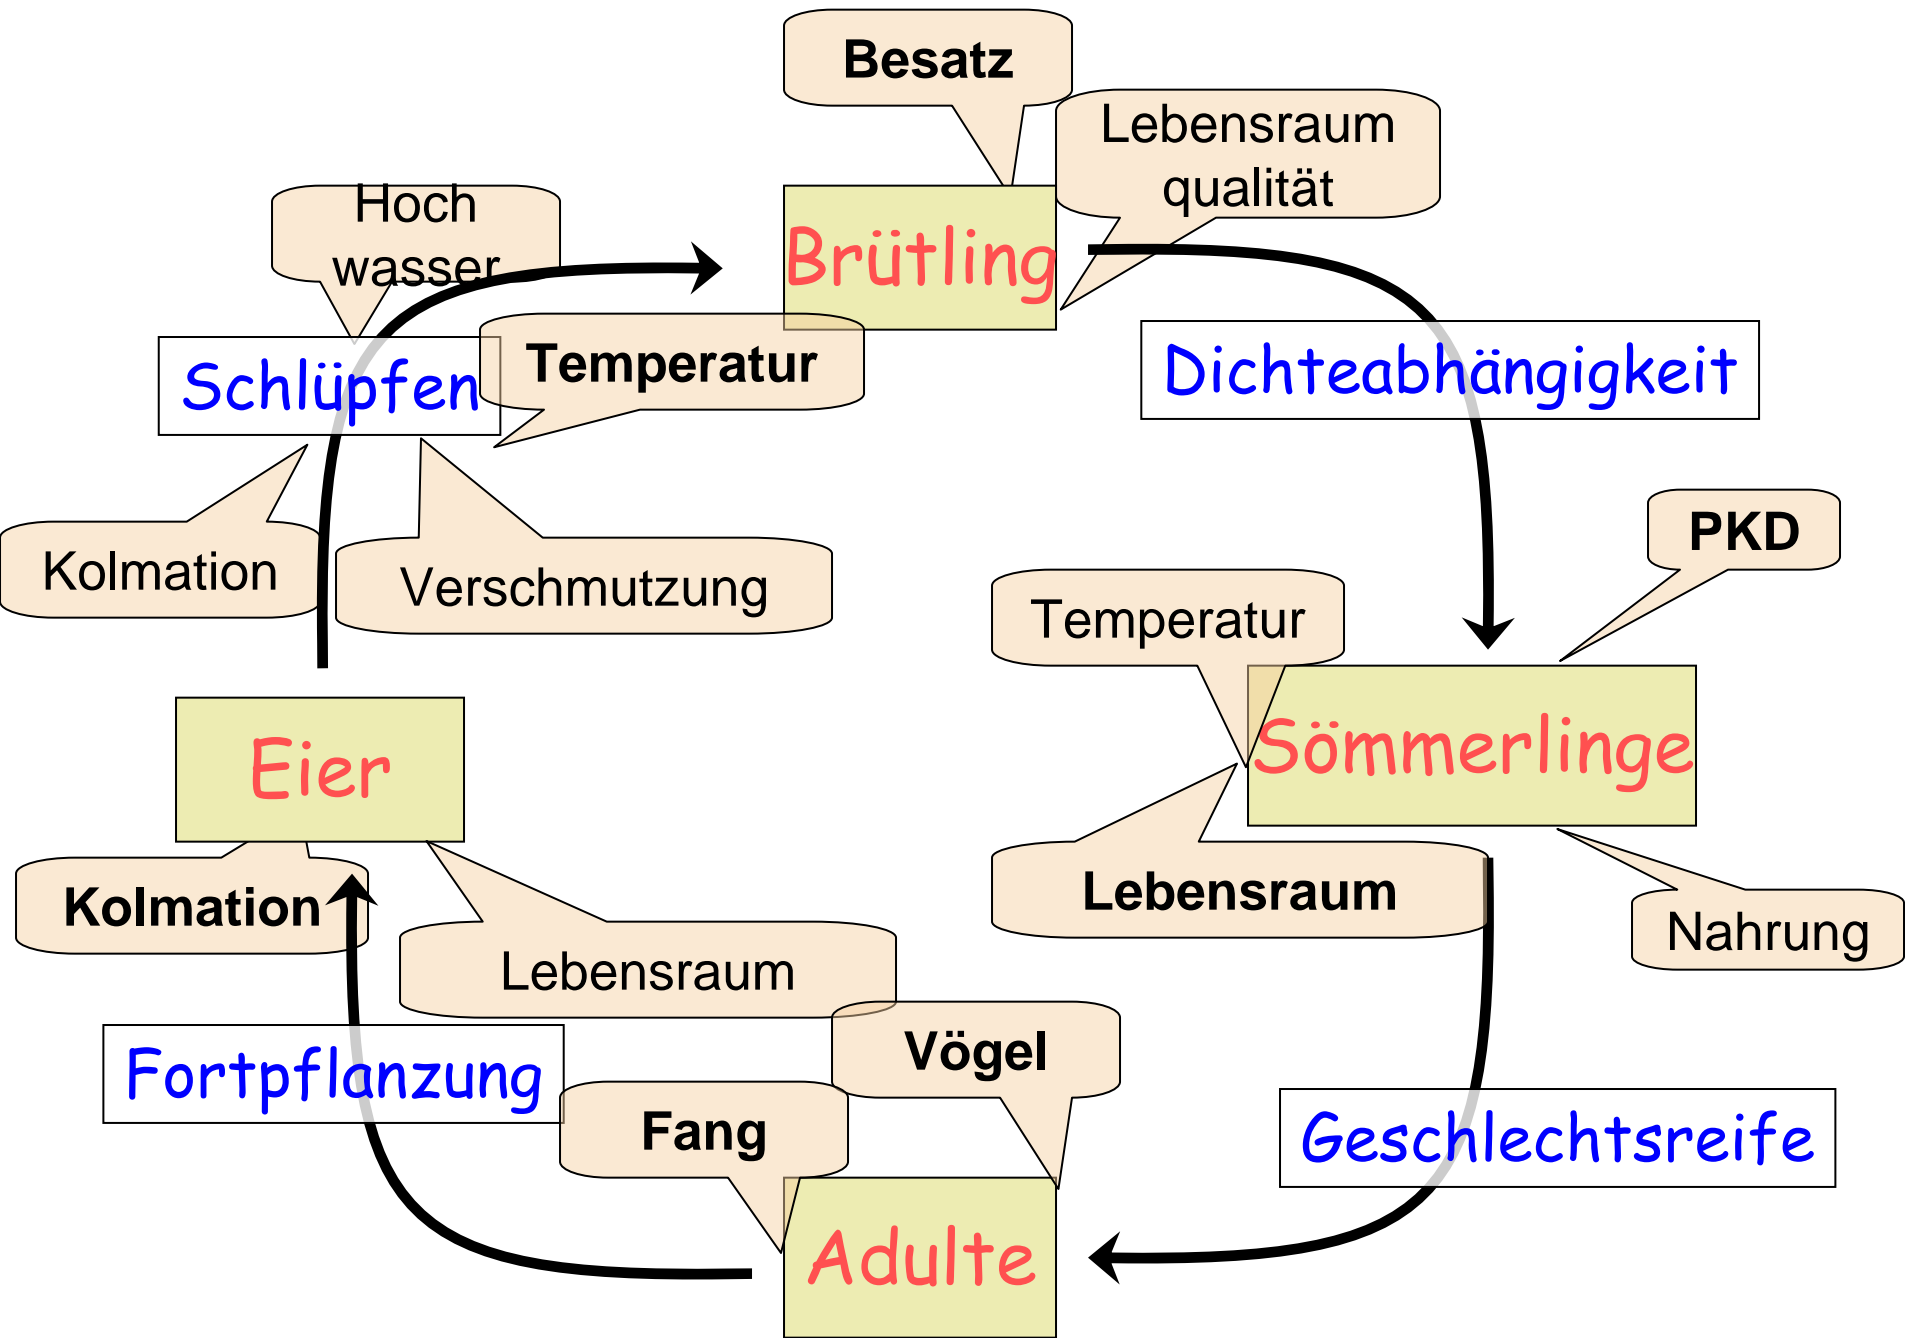 Besatz
Lebensraum
qualität
Hoch
wasser
Brütling
Temperatur
Schlüpfen
Dichteabhängigkeit
PKD
Kolmation
Verschmutzung
Temperatur
Eier
Sömmerlinge
Kolmation
Lebensraum
Nahrung
Lebensraum
Vögel
Fortpflanzung
Fang
Geschlechtsreife
Adulte